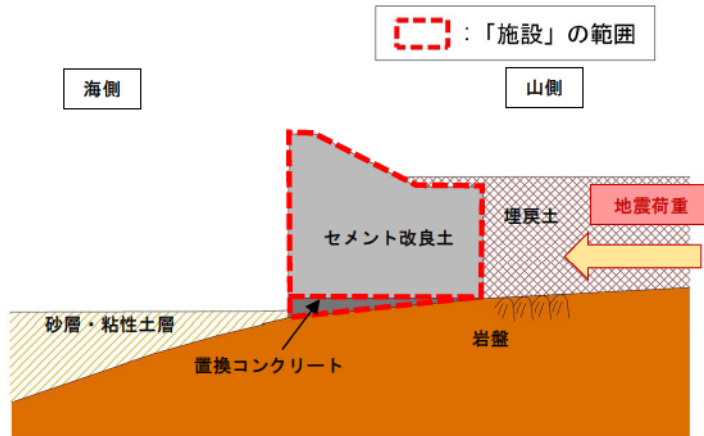 :「施設」の範囲
海側
山側
地震荷重
埋戻土
セメント改良土
砂層・粘性土層
置換コンクリート
岩盤